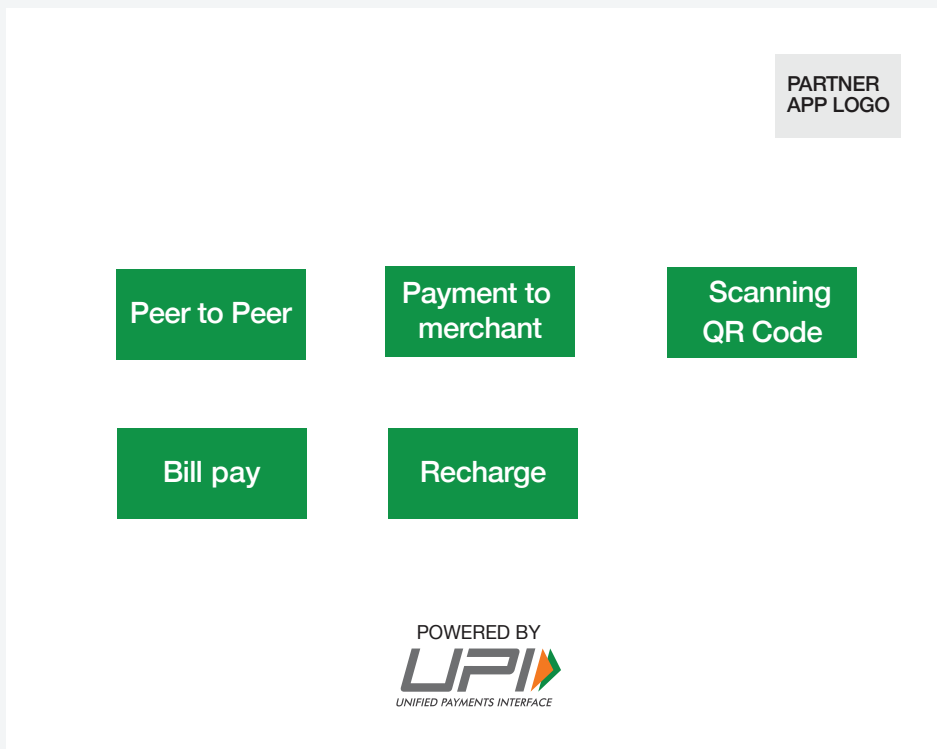 PARTNER
APP LOGO
Peer to Peer
Payment to
merchant
Scanning
QR Code
Bill pay
Recharge
POWERED BY
UPI
UNIFIED PAYMENTS INTERFACE